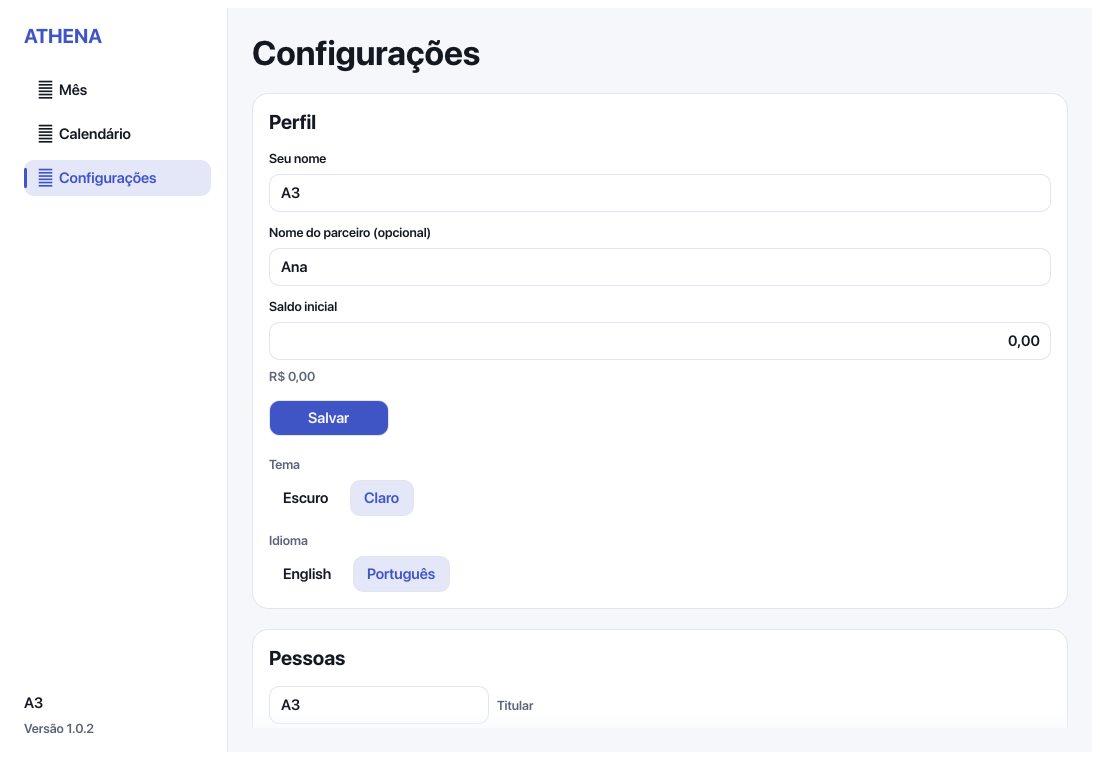 ATHENA
Mês
Calendário
Configurações
A3
Versão 1.0.2
Configurações
Perfil
Seu nome
A3
Nome do parceiro (opcional)
Ana
Saldo inicial
0,00
R$ 0,00
Salvar
Tema
Escuro Claro
Idioma
English Português
Pessoas
A3 Titular